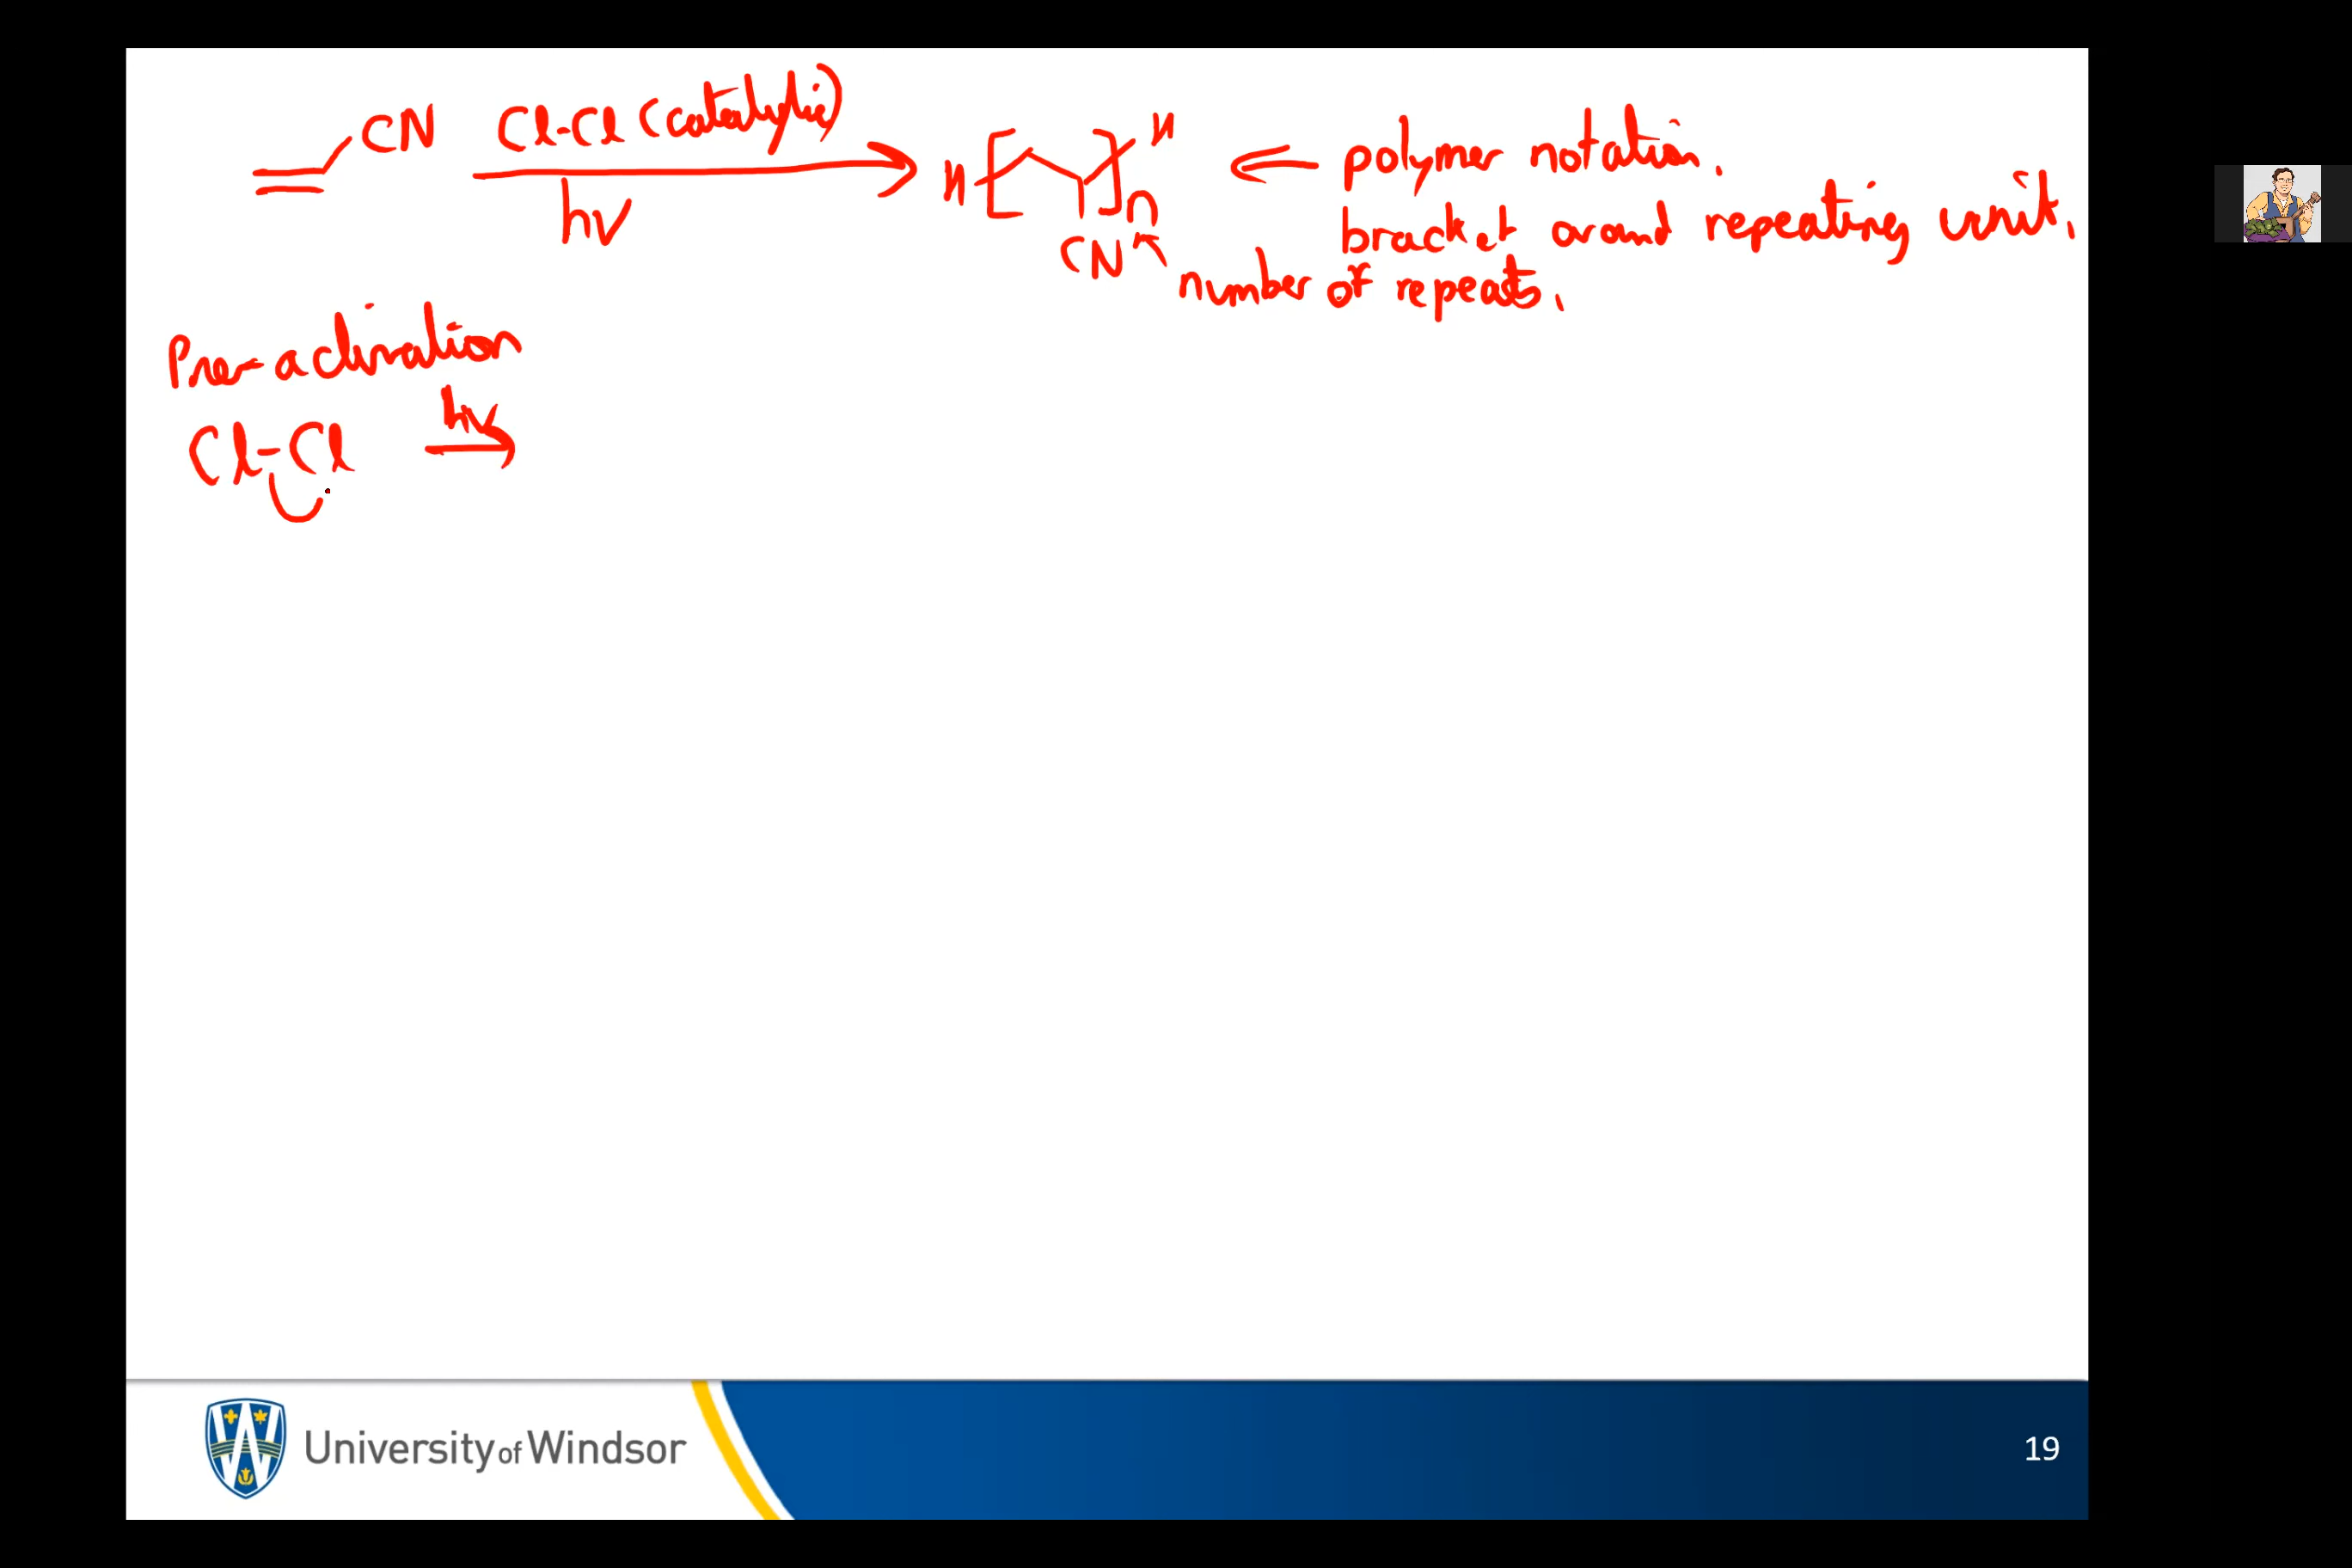 CN Cl-Cl (catalytic) H H polymer notation.
hν n bracket around repeating unit.
CN number of repeats.
Pre-activation
hν
Cl-Cl
University of Windsor 19